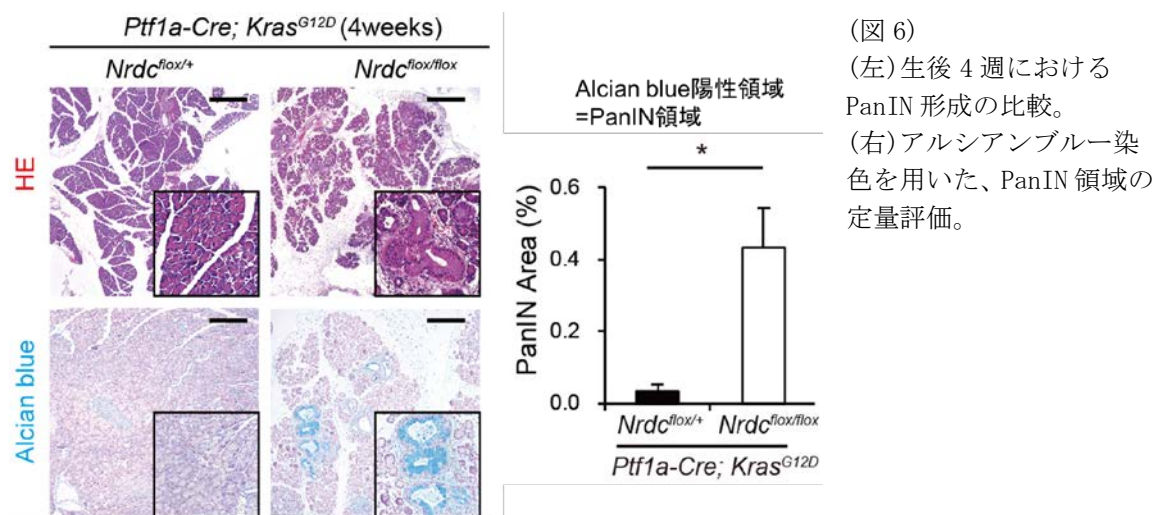 Ptf1a-Cre; KrasG12D (4weeks)
Nrdcflox/+ Nrdcflox/flox
HE
Alcian blue
Alcian blue陽性領域
=PanIN領域
*
PanIN Area (%)
0.6
0.4
0.2
0.0
Nrdcflox/+ Nrdcflox/flox
Ptf1a-Cre; KrasG12D
(図 6)
(左)生後 4 週における
PanIN 形成の比較。
(右)アルシアンブルー染
色を用いた、PanIN 領域の
定量評価。